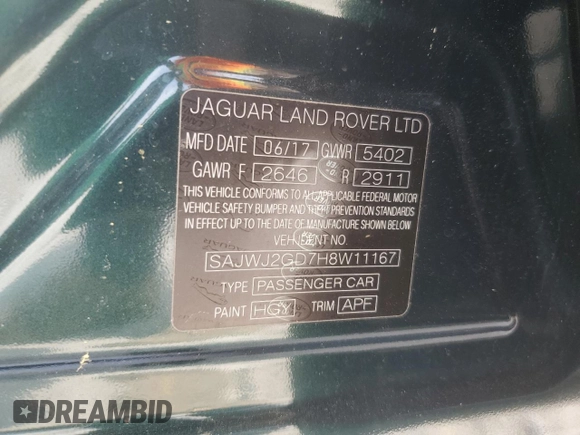 JAGUAR LAND ROVER LTD
MFD DATE 06/17 GVWR 5402
GAWR F 2646 R 2911
THIS VEHICLE CONFORMS TO ALL APPLICABLE FEDERAL MOTOR
VEHICLE SAFETY BUMPER AND THEFT PREVENTION STANDARDS
IN EFFECT UP TO THE DATE OF MANUFACTURE SHOWN BELOW
VEH IDENT NO.
SAJWJ2GD7H8W11167
TYPE PASSENGER CAR
PAINT HGY TRIM APF
DREAMBID